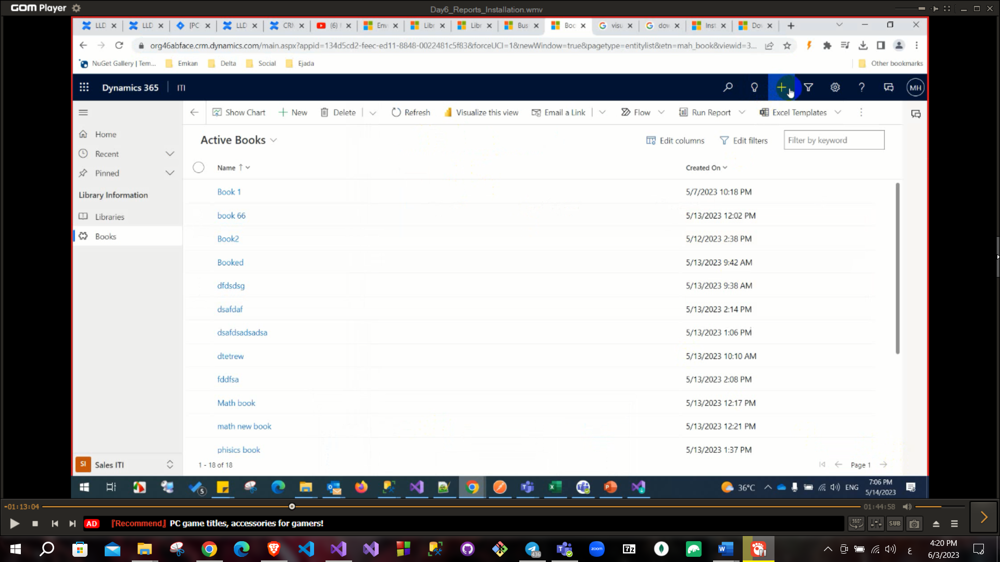 GOM Player
Day6_Reports_Installation.wmv
LLD
LLD
[PC
LLD
CRM
(6)
Env
Libr
Libr
Bus
Boo
visu
dov
Inst
Do
org46abface.crm.dynamics.com/main.aspx?appid=134d5cd2-feec-ed11-8848-0022481c5f83&forceUCI=1&newWindow=true&pagetype=entitylist&etn=mah_book&viewid=3...
NuGet Gallery | Tem...
Emkan
Delta
Social
Ejada
Other bookmarks
Dynamics 365
ITI
MH
Show Chart
New
Delete
Refresh
Visualize this view
Email a Link
Flow
Run Report
Excel Templates
Home
Recent
Pinned
Library Information
Libraries
Books
Active Books
Edit columns
Edit filters
Filter by keyword
Name ↑
Created On
Book 1 5/7/2023 10:18 PM
book 66 5/13/2023 12:02 PM
Book2 5/12/2023 2:38 PM
Booked 5/13/2023 9:42 AM
dfdsdsg 5/13/2023 9:38 AM
dsafdaf 5/13/2023 2:14 PM
dsafdsadsadsa 5/13/2023 1:06 PM
dtetrew 5/13/2023 10:10 AM
fddfsa 5/13/2023 2:08 PM
Math book 5/13/2023 12:17 PM
math new book 5/13/2023 12:21 PM
phisics book 5/13/2023 1:37 PM
SI Sales ITI
1 - 18 of 18
Page 1
5
36°C
ENG
7:06 PM
5/14/2023
-01:13:04
01:44:58
AD
『Recommend』 PC game titles, accessories for gamers!
360°
SUB
436
zoom
7z
ع
4:20 PM
6/3/2023